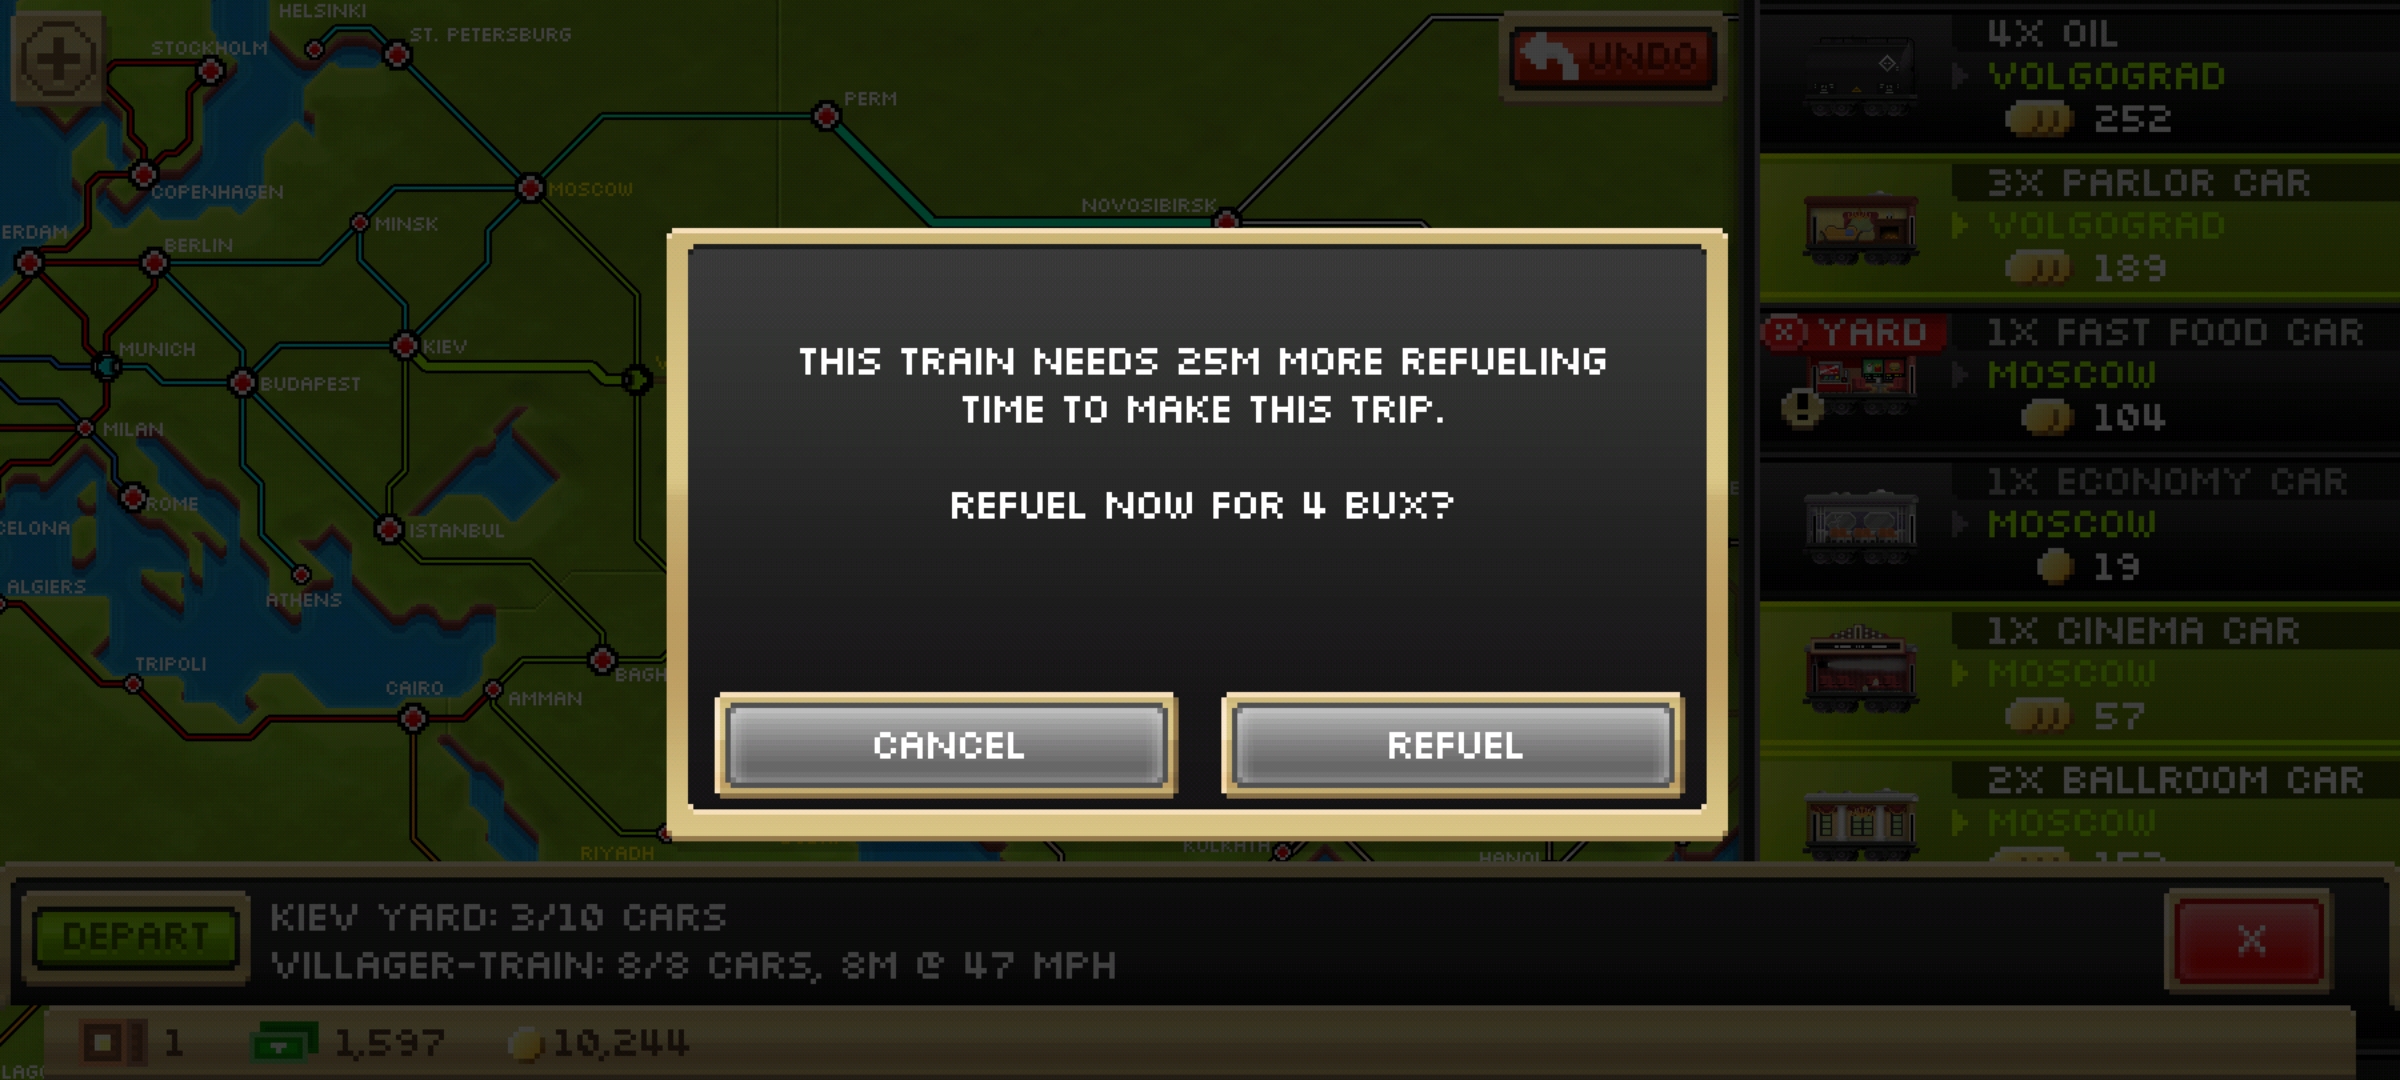 HELSINKI
ST. PETERSBURG
STOCKHOLM
UNDO
PERM
COPENHAGEN
MOSCOW
NOVOSIBIRSK
MINSK
ERDAM
BERLIN
MUNICH
KIEV
BUDAPEST
MILAN
ROME
CELONA
ISTANBUL
ALGIERS
ATHENS
TRIPOLI
BAGH
CAIRO
AMMAN
RIYADH
KOLKATA
HANOI
THIS TRAIN NEEDS 25M MORE REFUELING
TIME TO MAKE THIS TRIP.
REFUEL NOW FOR 4 BUX?
CANCEL
REFUEL
4X OIL
VOLGOGRAD
252
3X PARLOR CAR
VOLGOGRAD
189
YARD
1X FAST FOOD CAR
MOSCOW
104
1X ECONOMY CAR
MOSCOW
19
1X CINEMA CAR
MOSCOW
57
2X BALLROOM CAR
MOSCOW
DEPART
KIEV YARD: 3/10 CARS
VILLAGER-TRAIN: 8/8 CARS, 8M @ 47 MPH
X
1
1,597
10,244
LAGO